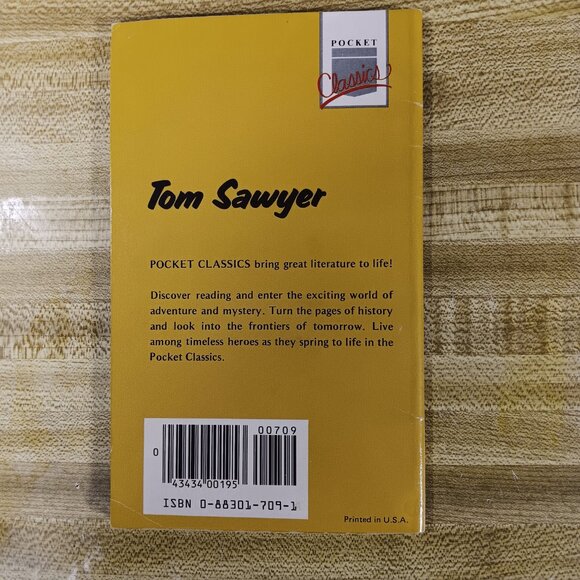 POCKET
Classics
Tom Sawyer
POCKET CLASSICS bring great literature to life!
Discover reading and enter the exciting world of
adventure and mystery. Turn the pages of history
and look into the frontiers of tomorrow. Live
among timeless heroes as they spring to life in the
Pocket Classics.
00709
0
43434 00195
ISBN 0-88301-709-1
Printed in U.S.A.